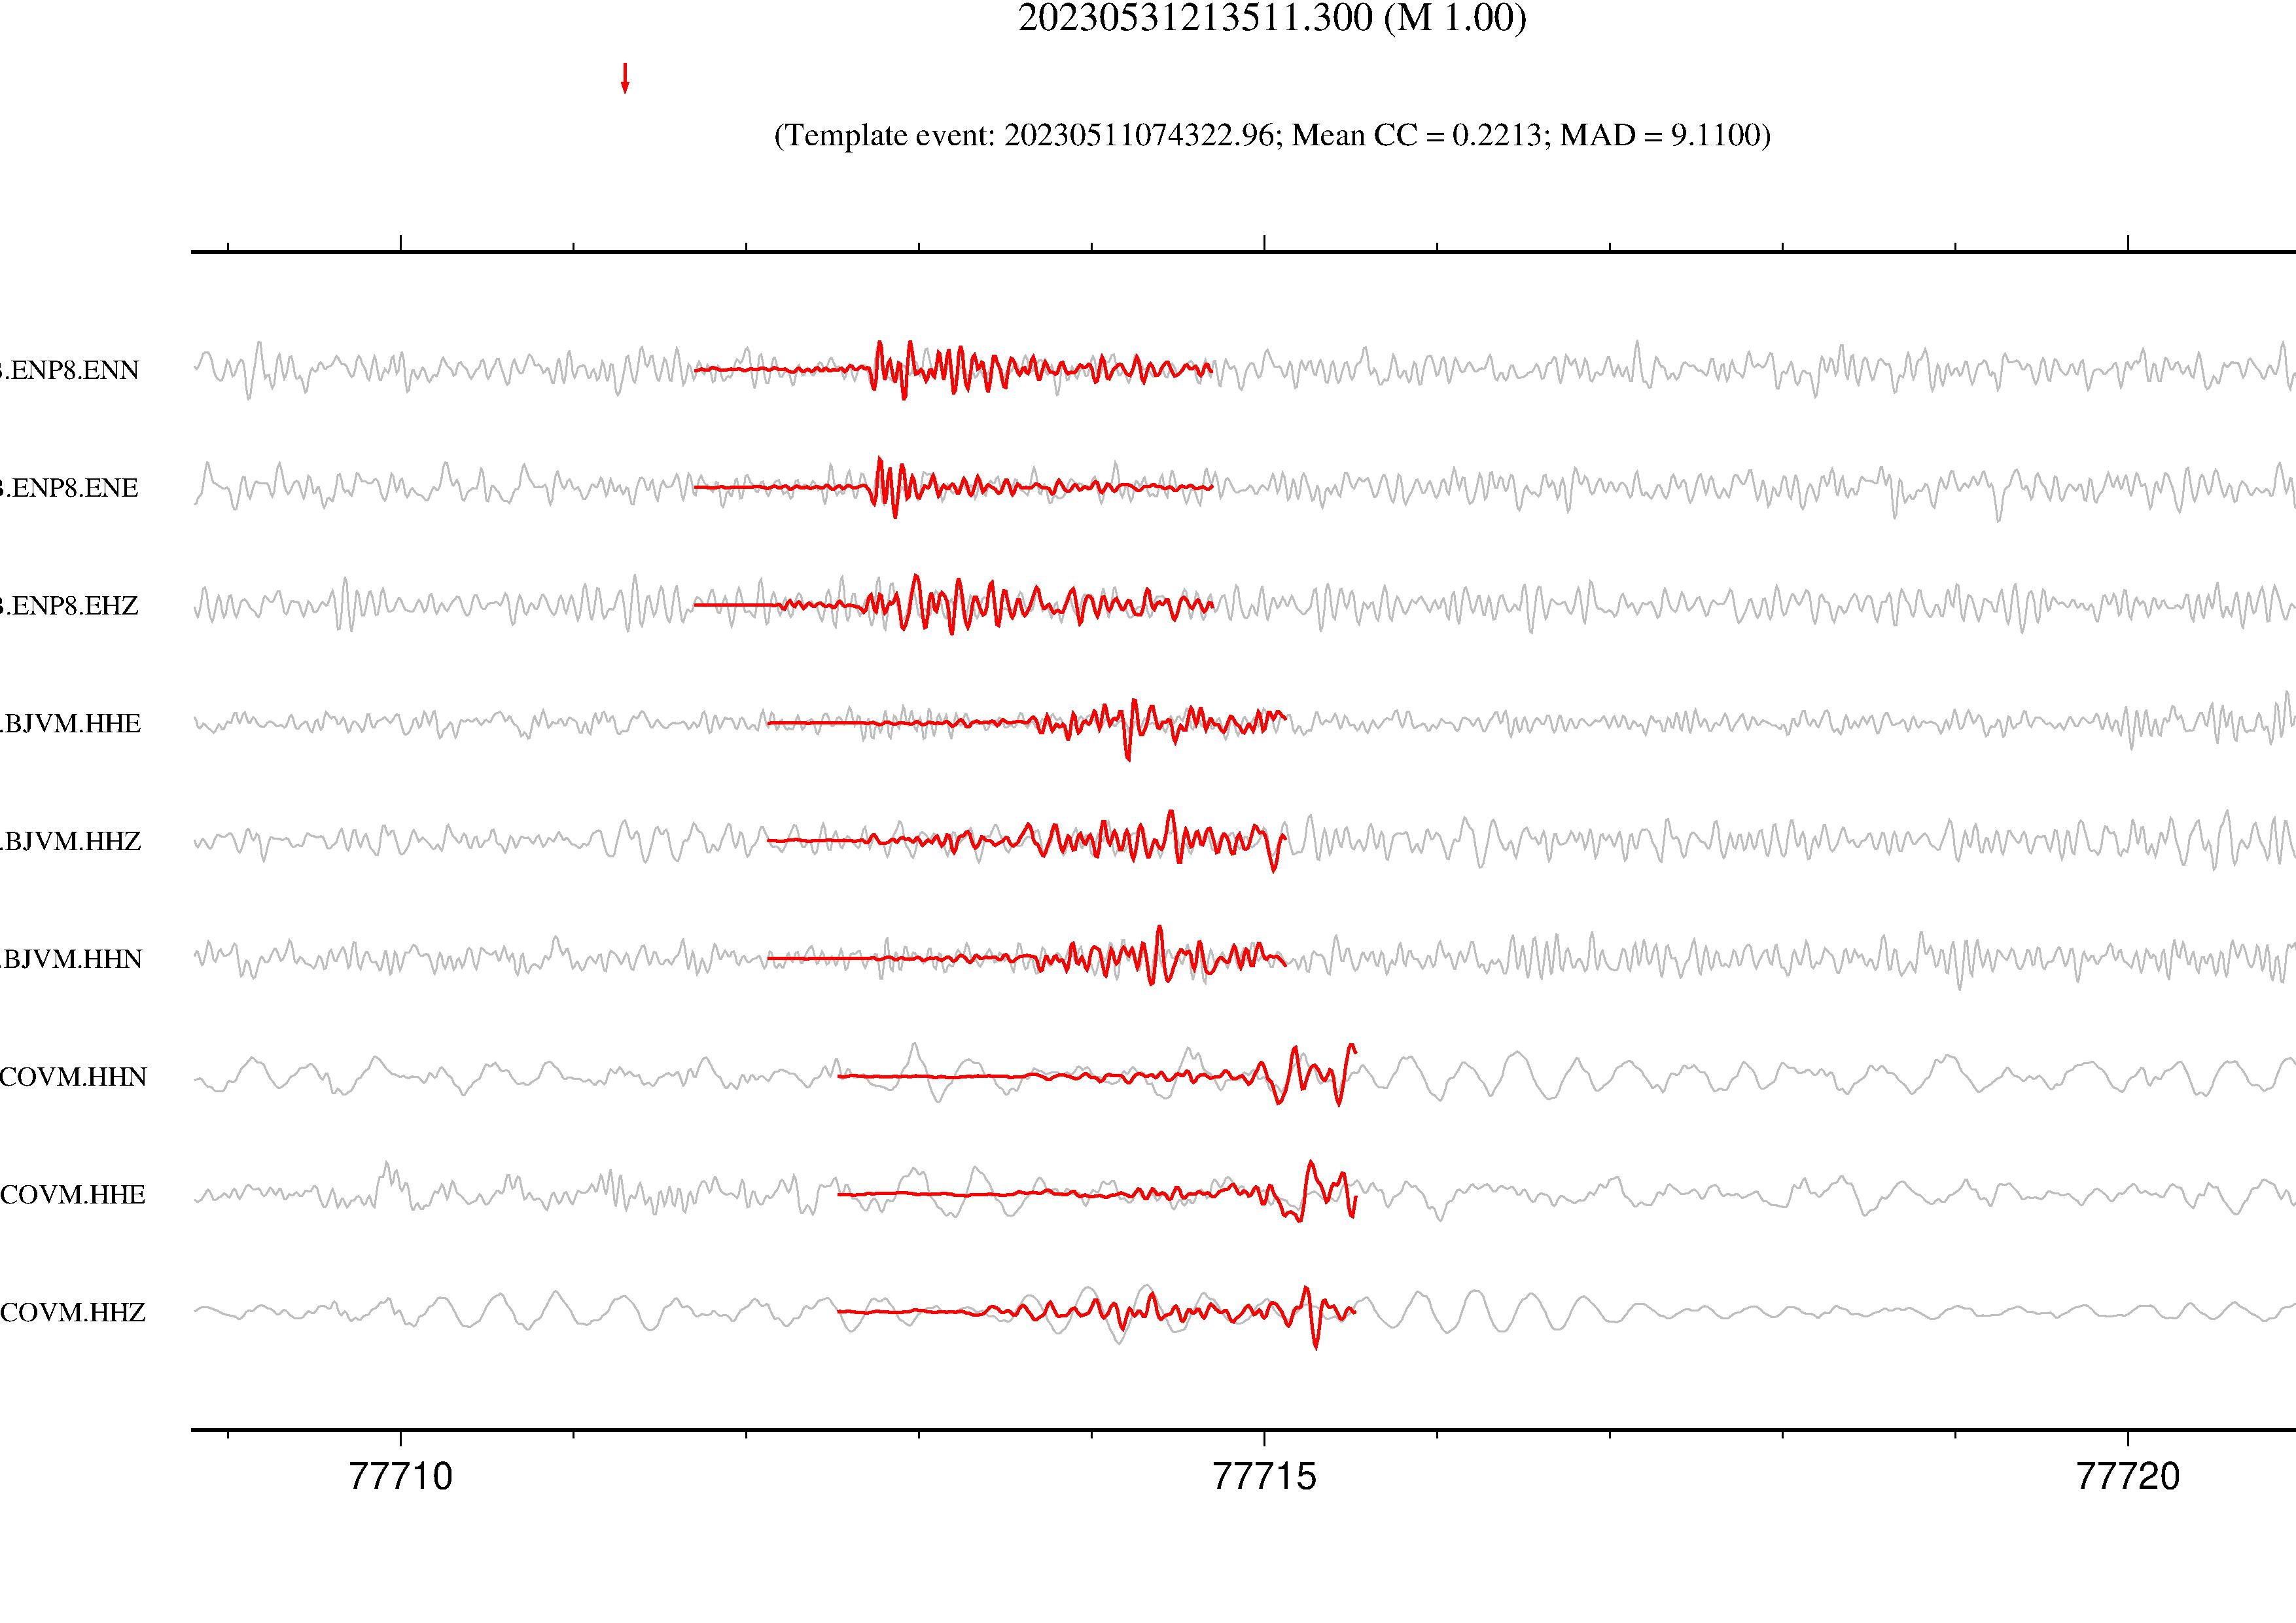 20230531213511.300 (M 1.00)
(Template event: 20230511074322.96; Mean CC = 0.2213; MAD = 9.1100)
.ENP8.ENN
.ENP8.ENE
.ENP8.EHZ
.BJVM.HHE
.BJVM.HHZ
.BJVM.HHN
COVM.HHN
COVM.HHE
COVM.HHZ
77710 77715 77720